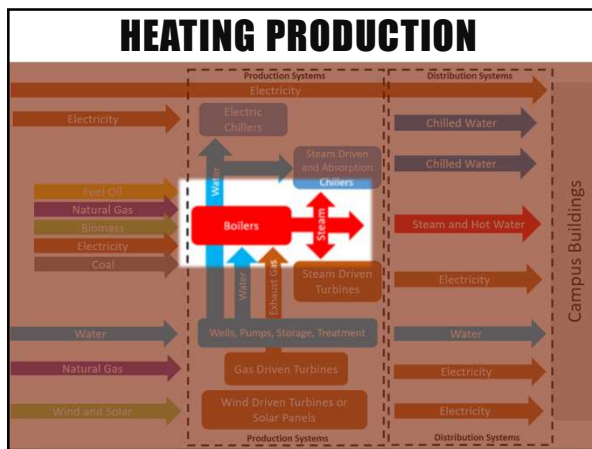 HEATING PRODUCTION
Production Systems
Distribution Systems
Electricity
Electricity
Electric
Chillers
Chilled Water
Water
Steam Driven
and Absorption
Chillers
Chilled Water
Fuel Oil
Natural Gas
Biomass
Electricity
Coal
Boilers
Steam
Steam and Hot Water
Water
Exhaust Gas
Steam Driven
Turbines
Electricity
Campus Buildings
Water
Wells, Pumps, Storage, Treatment
Water
Natural Gas
Gas Driven Turbines
Electricity
Wind and Solar
Wind Driven Turbines or
Solar Panels
Electricity
Production Systems
Distribution Systems